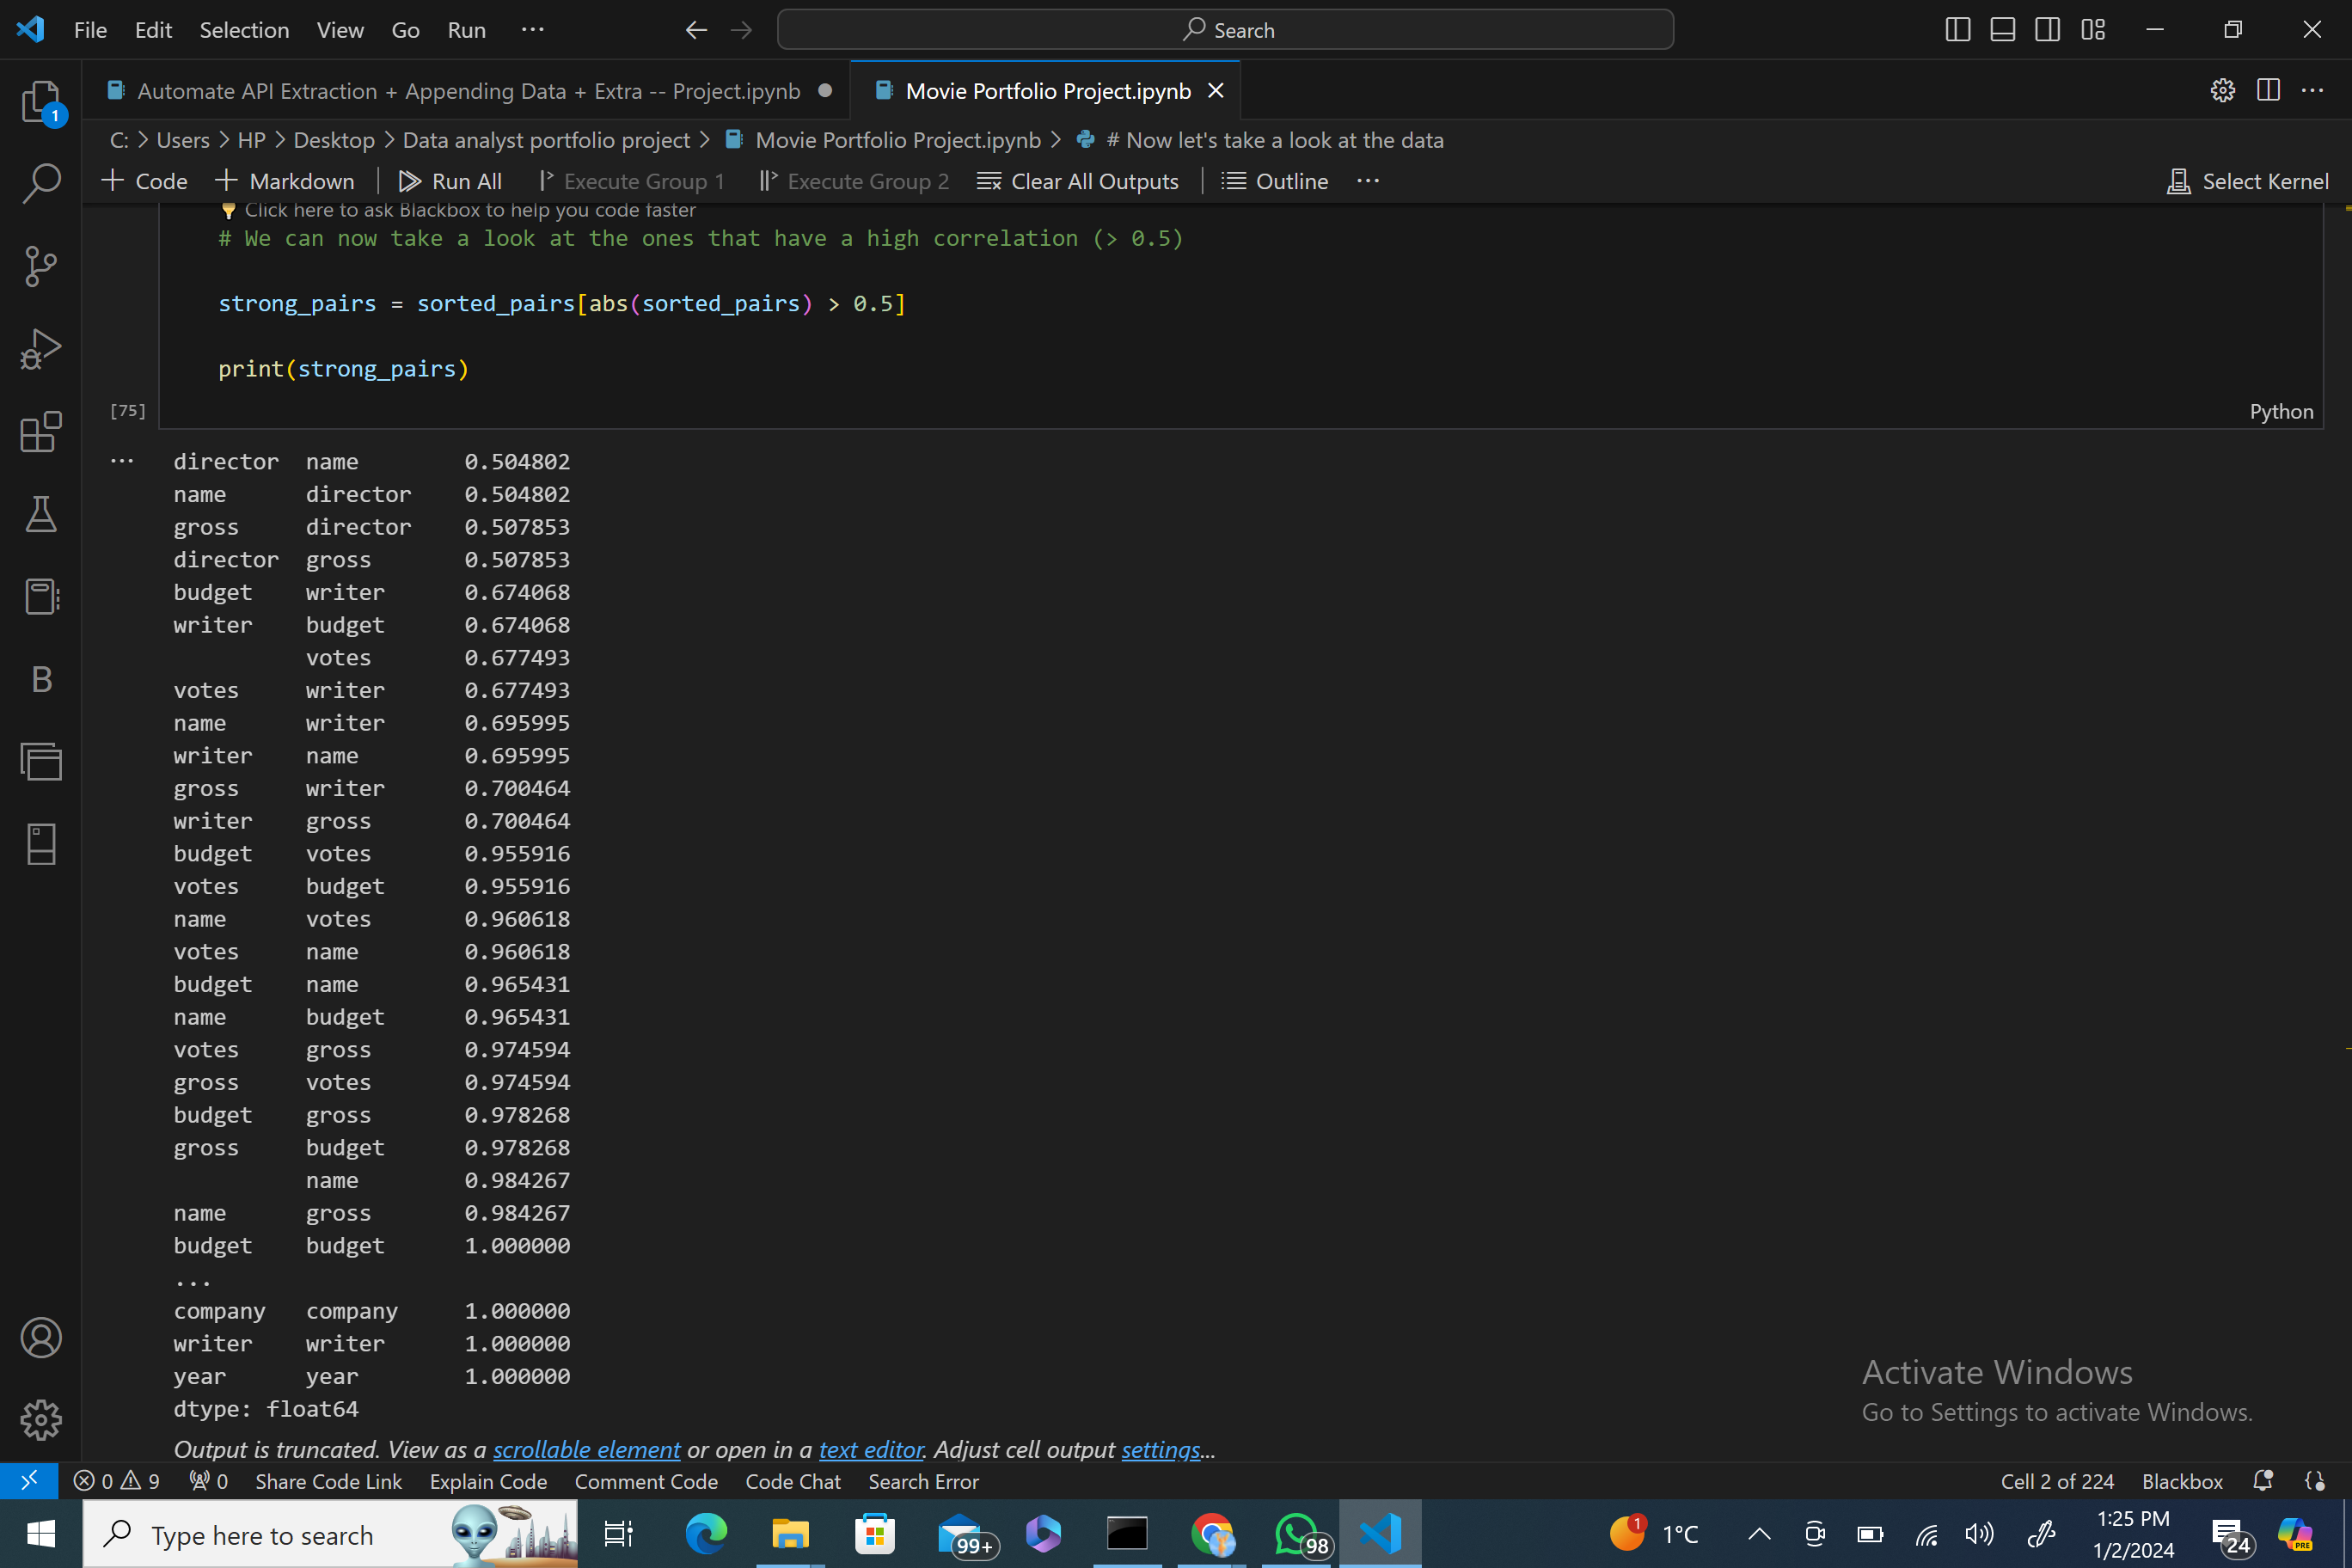 File Edit Selection View Go Run ··· Search
Automate API Extraction + Appending Data + Extra -- Project.ipynb Movie Portfolio Project.ipynb
C: > Users > HP > Desktop > Data analyst portfolio project > Movie Portfolio Project.ipynb > # Now let's take a look at the data
+ Code + Markdown Run All Execute Group 1 Execute Group 2 Clear All Outputs Outline ··· Select Kernel
1
Click here to ask Blackbox to help you code faster
# We can now take a look at the ones that have a high correlation (> 0.5)
strong_pairs = sorted_pairs[abs(sorted_pairs) > 0.5]
print(strong_pairs)
[75] Python
director name 0.504802
name director 0.504802
gross director 0.507853
director gross 0.507853
budget writer 0.674068
writer budget 0.674068
votes 0.677493
votes writer 0.677493
name writer 0.695995
writer name 0.695995
gross writer 0.700464
writer gross 0.700464
budget votes 0.955916
votes budget 0.955916
name votes 0.960618
votes name 0.960618
budget name 0.965431
name budget 0.965431
votes gross 0.974594
gross votes 0.974594
budget gross 0.978268
gross budget 0.978268
name 0.984267
name gross 0.984267
budget budget 1.000000
...
company company 1.000000
writer writer 1.000000
year year 1.000000
dtype: float64
Output is truncated. View as a scrollable element or open in a text editor. Adjust cell output settings...
Activate Windows
Go to Settings to activate Windows.
0 9 0 Share Code Link Explain Code Comment Code Code Chat Search Error Cell 2 of 224 Blackbox
Type here to search 99+ 98 1 1°C 1:25 PM 24 PRE
1/2/2024